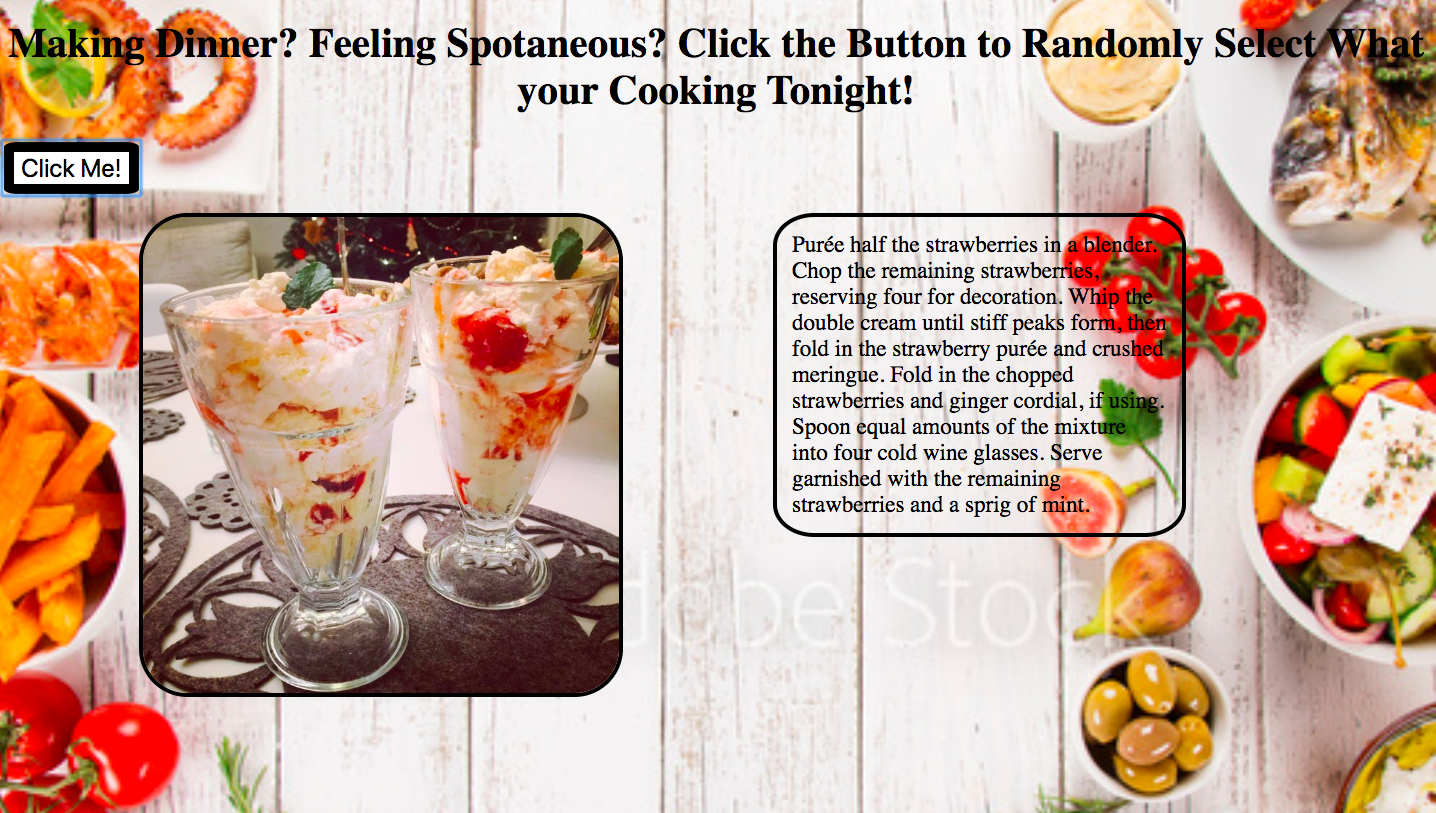 Making Dinner? Feeling Spotaneous? Click the Button to Randomly Select What
your Cooking Tonight!
Click Me!
Purée half the strawberries in a blender.
Chop the remaining strawberries,
reserving four for decoration. Whip the
double cream until stiff peaks form, then
fold in the strawberry purée and crushed
meringue. Fold in the chopped
strawberries and ginger cordial, if using.
Spoon equal amounts of the mixture
into four cold wine glasses. Serve
garnished with the remaining
strawberries and a sprig of mint.
dobe Stock